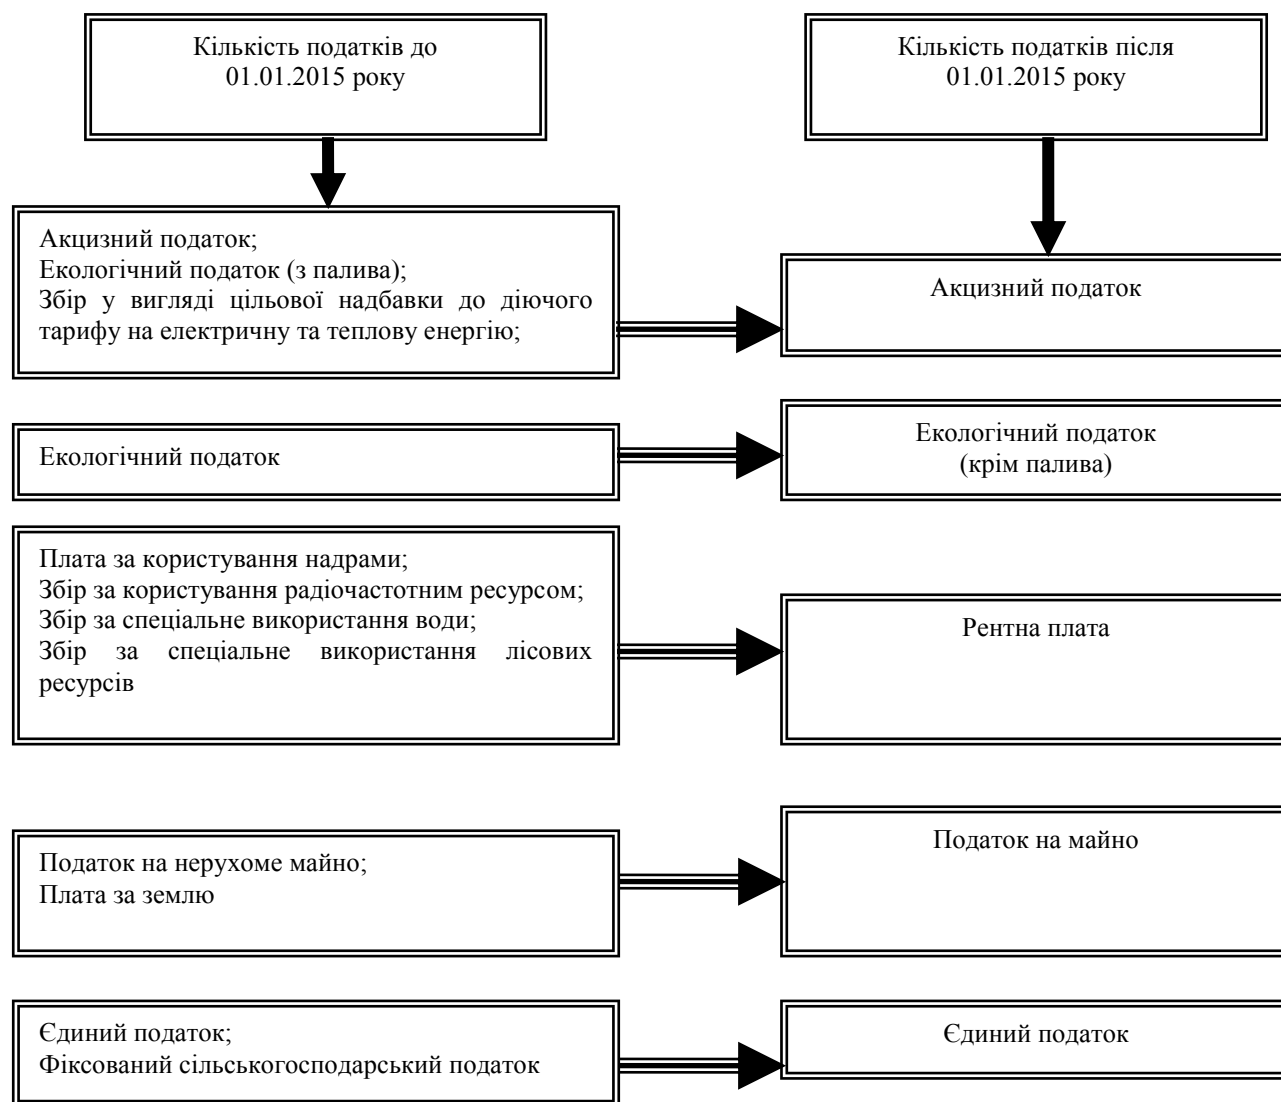 Кількість податків до
01.01.2015 року
Кількість податків після
01.01.2015 року
Акцизний податок;
Екологічний податок (з палива);
Збір у вигляді цільової надбавки до діючого
тарифу на електричну та теплову енергію;
Акцизний податок
Екологічний податок
Екологічний податок
(крім палива)
Плата за користування надрами;
Збір за користування радіочастотним ресурсом;
Збір за спеціальне використання води;
Збір за спеціальне використання лісових
ресурсів
Рентна плата
Податок на нерухоме майно;
Плата за землю
Податок на майно
Єдиний податок;
Фіксований сільськогосподарський податок
Єдиний податок